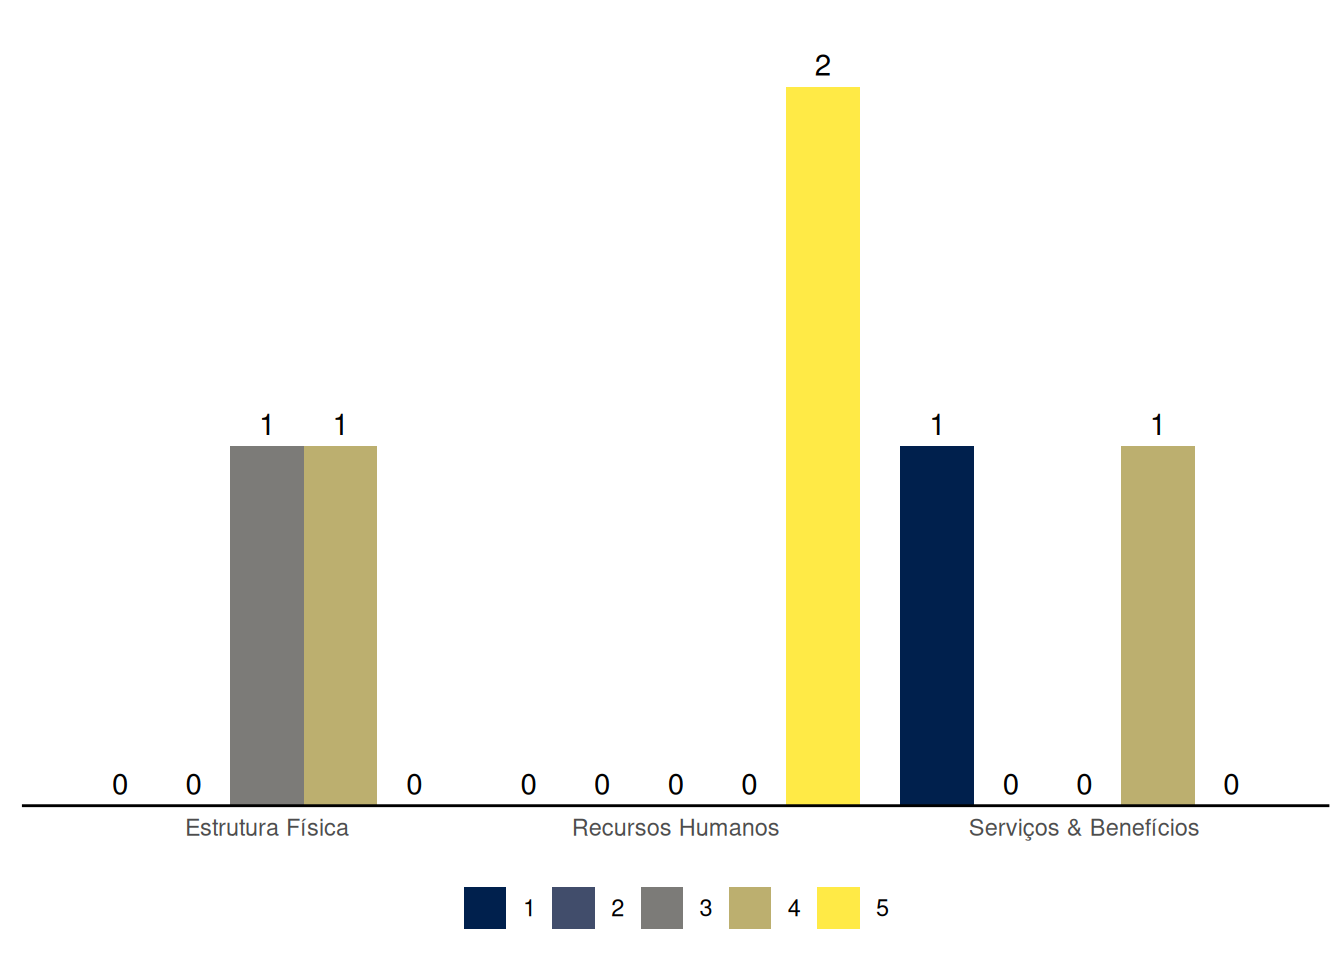 2
1 1 1 1
0 0 0 0 0 0 0 0 0 0
Estrutura Física Recursos Humanos Serviços & Benefícios
1 2 3 4 5